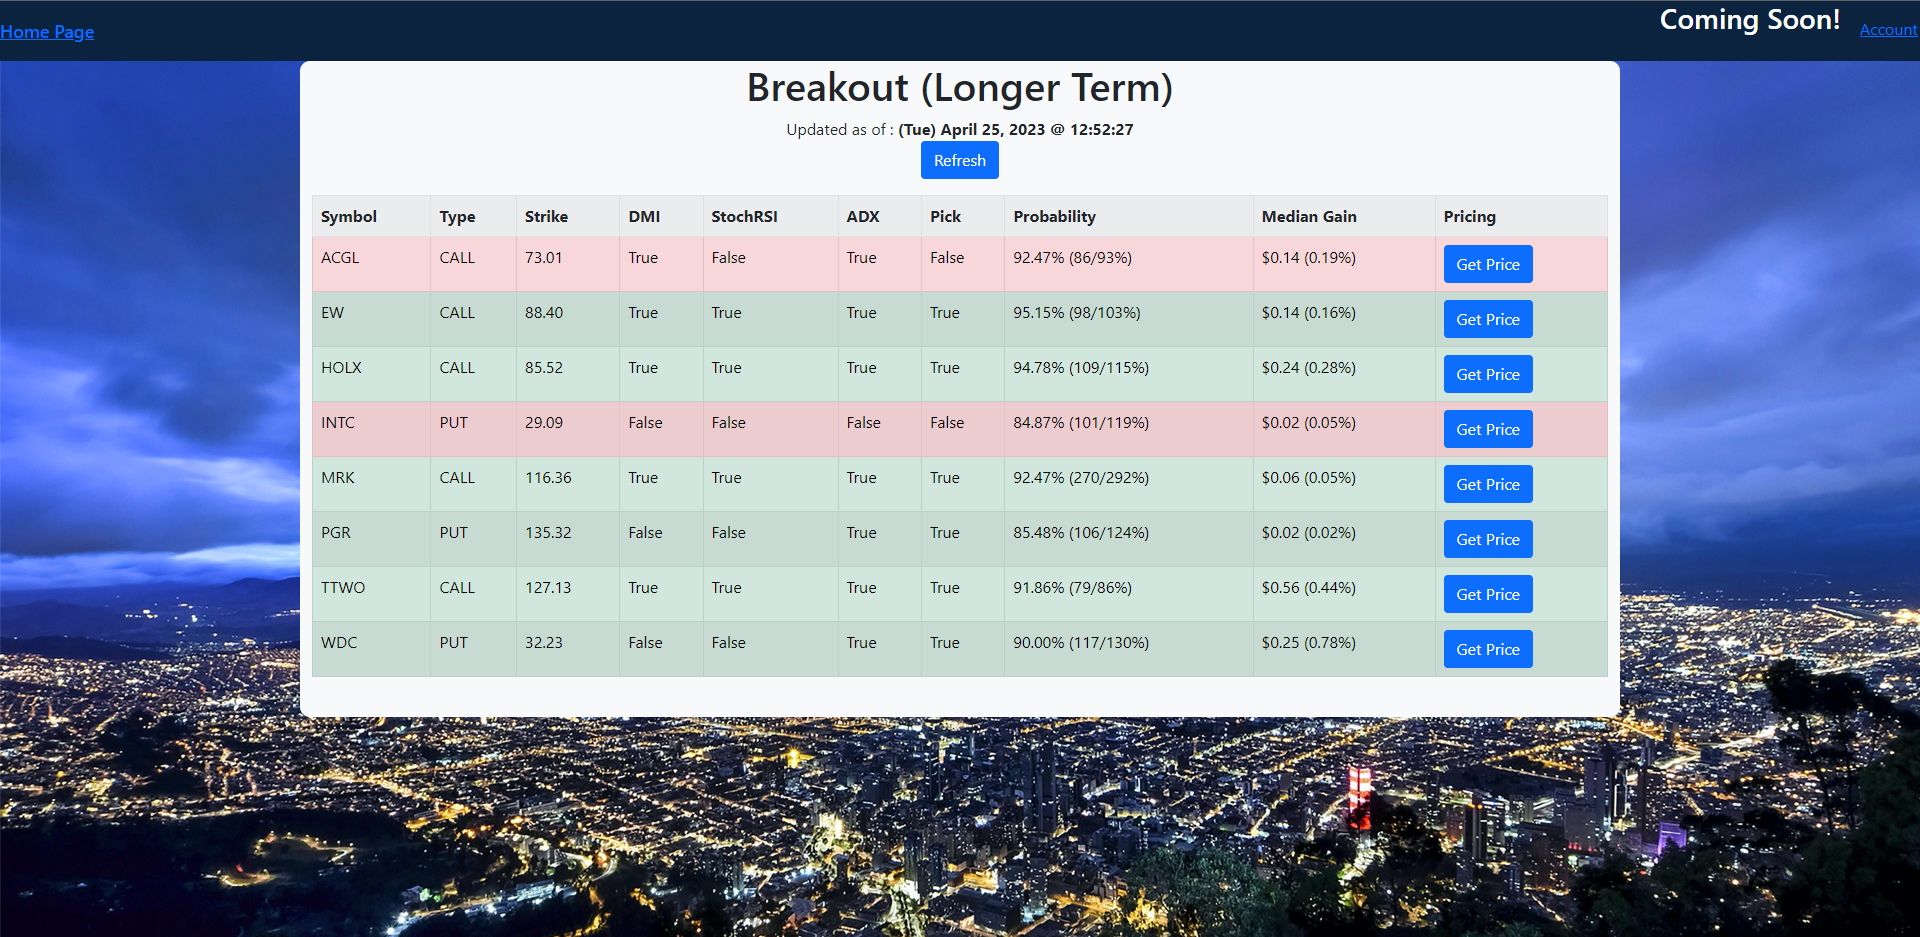 Home Page
Coming Soon! Account
Breakout (Longer Term)
Updated as of : (Tue) April 25, 2023 @ 12:52:27
Refresh
Symbol Type Strike DMI StochRSI ADX Pick Probability Median Gain Pricing
ACGL CALL 73.01 True False True False 92.47% (86/93%) $0.14 (0.19%) Get Price
EW CALL 88.40 True True True True 95.15% (98/103%) $0.14 (0.16%) Get Price
HOLX CALL 85.52 True True True True 94.78% (109/115%) $0.24 (0.28%) Get Price
INTC PUT 29.09 False False False False 84.87% (101/119%) $0.02 (0.05%) Get Price
MRK CALL 116.36 True True True True 92.47% (270/292%) $0.06 (0.05%) Get Price
PGR PUT 135.32 False False True True 85.48% (106/124%) $0.02 (0.02%) Get Price
TTWO CALL 127.13 True True True True 91.86% (79/86%) $0.56 (0.44%) Get Price
WDC PUT 32.23 False False True True 90.00% (117/130%) $0.25 (0.78%) Get Price